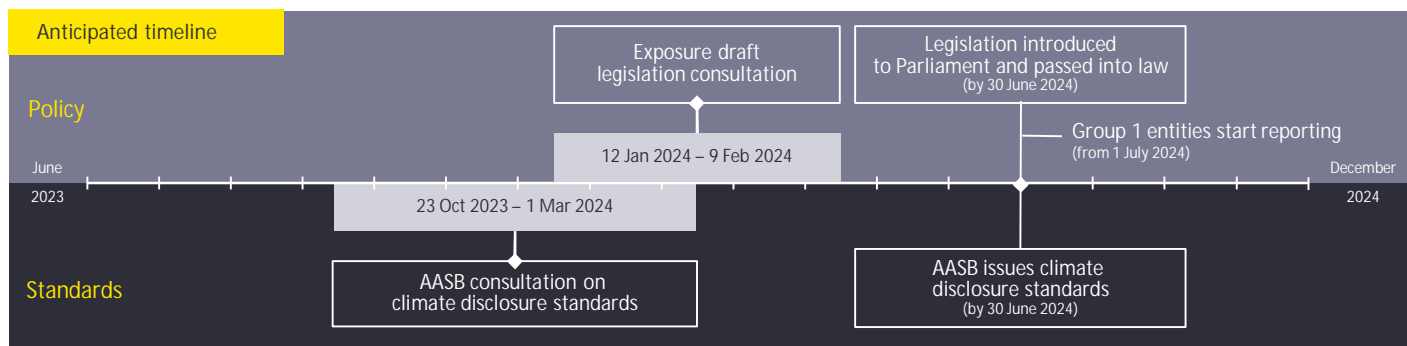 Anticipated timeline
Exposure draft
legislation consultation
Legislation introduced
to Parliament and passed into law
(by 30 June 2024)
Policy
12 Jan 2024 – 9 Feb 2024
Group 1 entities start reporting
(from 1 July 2024)
June
2023
December
2024
23 Oct 2023 – 1 Mar 2024
Standards
AASB consultation on
climate disclosure standards
AASB issues climate
disclosure standards
(by 30 June 2024)